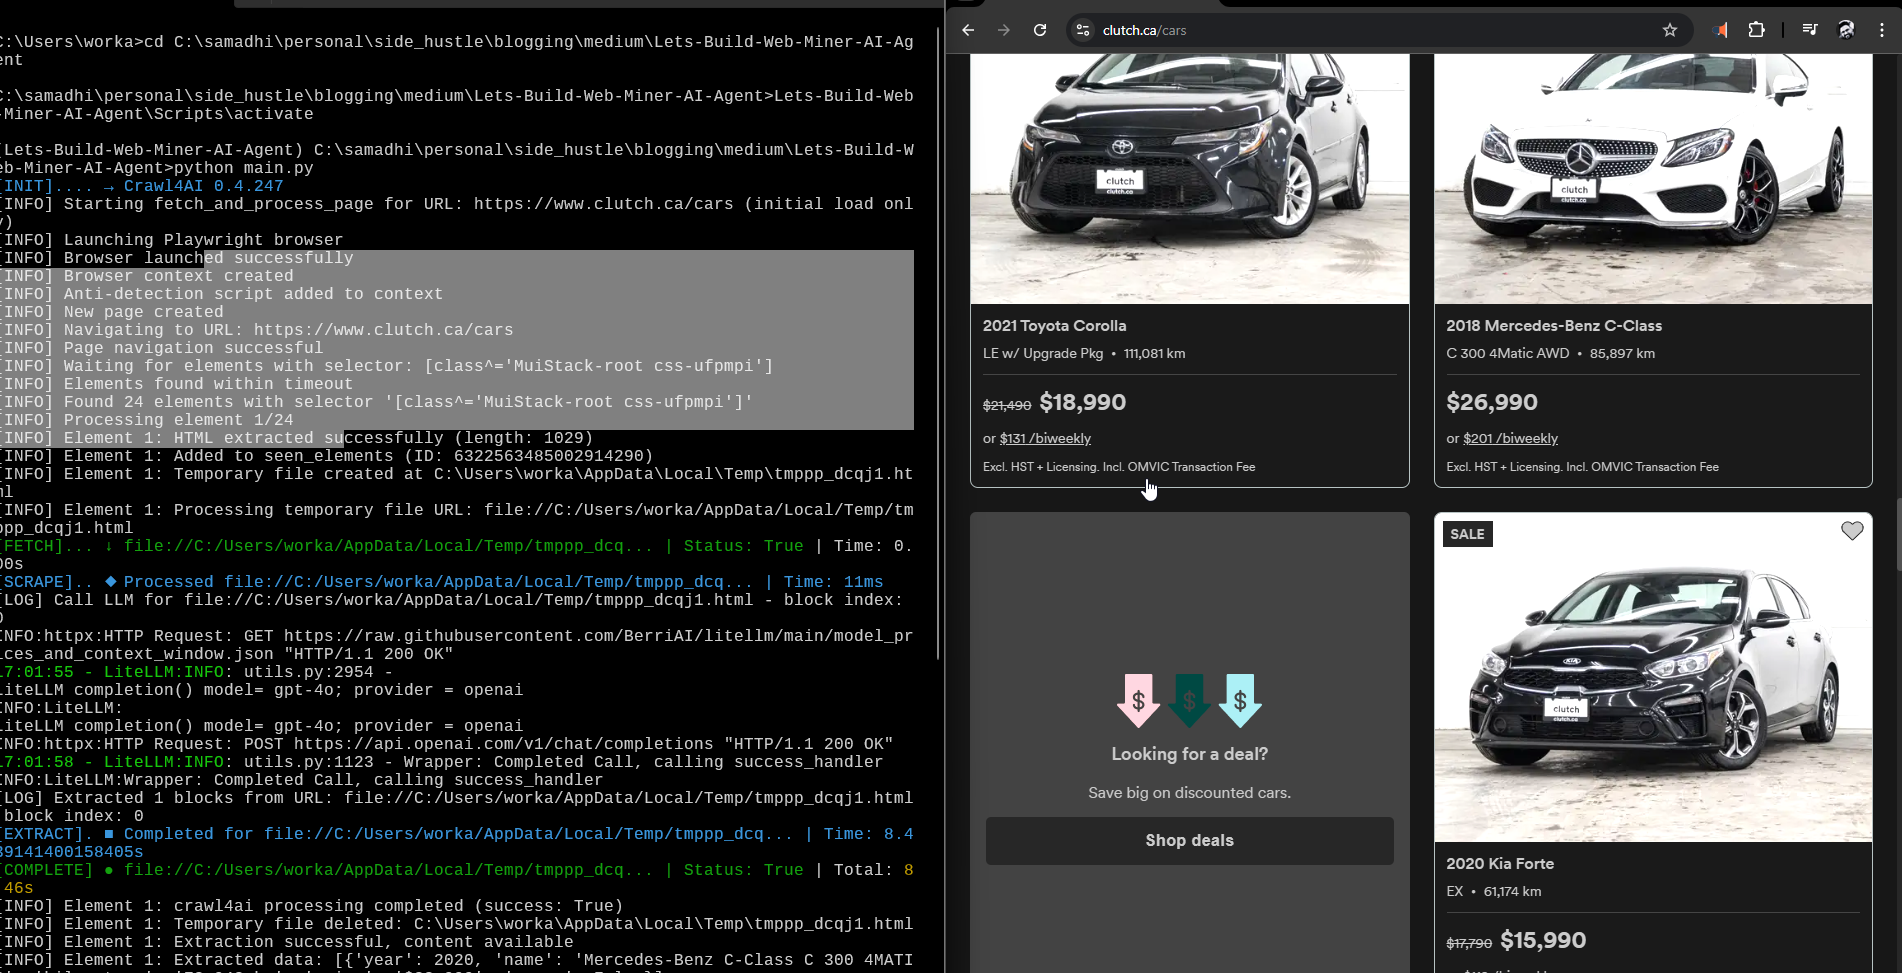 C:\Users\worka>cd C:\samadhi\personal\side_hustle\blogging\medium\Lets-Build-Web-Miner-AI-Ag
ent
C:\samadhi\personal\side_hustle\blogging\medium\Lets-Build-Web-Miner-AI-Agent>Lets-Build-Web
-Miner-AI-Agent\Scripts\activate
(Lets-Build-Web-Miner-AI-Agent) C:\samadhi\personal\side_hustle\blogging\medium\Lets-Build-W
eb-Miner-AI-Agent>python main.py
[INIT].... → Crawl4AI 0.4.247
[INFO] Starting fetch_and_process_page for URL: https://www.clutch.ca/cars (initial load onl
y)
[INFO] Launching Playwright browser
[INFO] Browser launched successfully
[INFO] Browser context created
[INFO] Anti-detection script added to context
[INFO] New page created
[INFO] Navigating to URL: https://www.clutch.ca/cars
[INFO] Page navigation successful
[INFO] Waiting for elements with selector: [class^='MuiStack-root css-ufpmpi']
[INFO] Elements found within timeout
[INFO] Found 24 elements with selector '[class^='MuiStack-root css-ufpmpi']'
[INFO] Processing element 1/24
[INFO] Element 1: HTML extracted successfully (length: 1029)
[INFO] Element 1: Added to seen_elements (ID: 6322563485002914290)
[INFO] Element 1: Temporary file created at C:\Users\worka\AppData\Local\Temp\tmppp_dcqj1.ht
ml
[INFO] Element 1: Processing temporary file URL: file://C:/Users/worka/AppData/Local/Temp/tm
ppp_dcqj1.html
[FETCH]... ↓ file://C:/Users/worka/AppData/Local/Temp/tmppp_dcq... | Status: True | Time: 0.
00s
[SCRAPE].. ◆ Processed file://C:/Users/worka/AppData/Local/Temp/tmppp_dcq... | Time: 11ms
[LOG] Call LLM for file://C:/Users/worka/AppData/Local/Temp/tmppp_dcqj1.html - block index:
0
INFO:httpx:HTTP Request: GET https://raw.githubusercontent.com/BerriAI/litellm/main/model_pr
ices_and_context_window.json "HTTP/1.1 200 OK"
17:01:55 - LiteLLM:INFO: utils.py:2954 -
LiteLLM completion() model= gpt-4o; provider = openai
INFO:LiteLLM:
LiteLLM completion() model= gpt-4o; provider = openai
INFO:httpx:HTTP Request: POST https://api.openai.com/v1/chat/completions "HTTP/1.1 200 OK"
17:01:58 - LiteLLM:INFO: utils.py:1123 - Wrapper: Completed Call, calling success_handler
INFO:LiteLLM:Wrapper: Completed Call, calling success_handler
[LOG] Extracted 1 blocks from URL: file://C:/Users/worka/AppData/Local/Temp/tmppp_dcqj1.html
block index: 0
[EXTRACT]. ■ Completed for file://C:/Users/worka/AppData/Local/Temp/tmppp_dcq... | Time: 8.4
39141400158405s
[COMPLETE] ● file://C:/Users/worka/AppData/Local/Temp/tmppp_dcq... | Status: True | Total: 8
.46s
[INFO] Element 1: crawl4ai processing completed (success: True)
[INFO] Element 1: Temporary file deleted: C:\Users\worka\AppData\Local\Temp\tmppp_dcqj1.html
[INFO] Element 1: Extraction successful, content available
[INFO] Element 1: Extracted data: [{'year': 2020, 'name': 'Mercedes-Benz C-Class C 300 4MATI
clutch.ca/cars
clutch
clutch.ca
2021 Toyota Corolla
LE w/ Upgrade Pkg • 111,081 km
$21,490 $18,990
or $131 /biweekly
Excl. HST + Licensing. Incl. OMVIC Transaction Fee
clutch
clutch.ca
2018 Mercedes-Benz C-Class
C 300 4Matic AWD • 85,897 km
$26,990
or $201 /biweekly
Excl. HST + Licensing. Incl. OMVIC Transaction Fee
$ $ $
Looking for a deal?
Save big on discounted cars.
Shop deals
SALE
KIA
clutch
clutch.ca
2020 Kia Forte
EX • 61,174 km
$17,790 $15,990